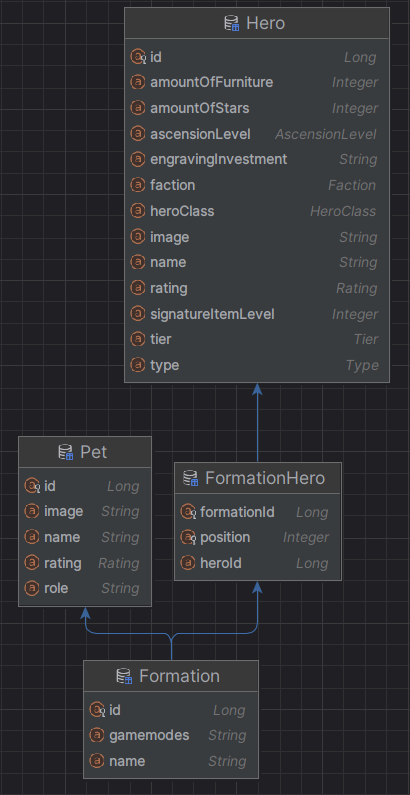 Hero
id Long
amountOfFurniture Integer
amountOfStars Integer
ascensionLevel AscensionLevel
engravingInvestment String
faction Faction
heroClass HeroClass
image String
name String
rating Rating
signatureItemLevel Integer
tier Tier
type Type
Pet
id Long
image String
name String
rating Rating
role String
FormationHero
formationId Long
position Integer
heroId Long
Formation
id Long
gamemodes String
name String